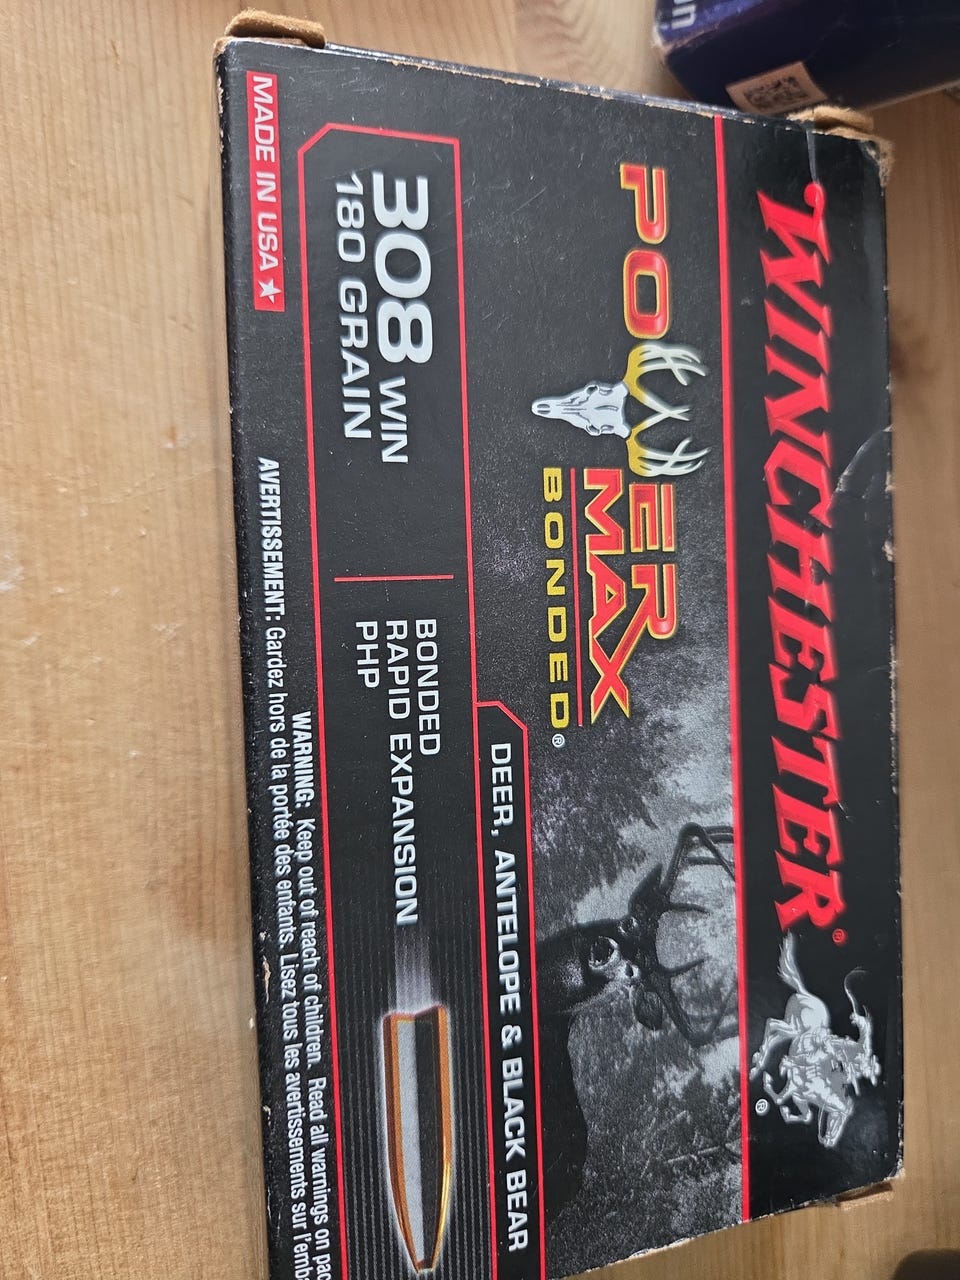 WINCHESTER®
®
POWER
MAX
BONDED®
DEER, ANTELOPE & BLACK BEAR
308 WIN
180 GRAIN
BONDED
RAPID EXPANSION
PHP
MADE IN USA
WARNING: Keep out of reach of children. Read all warnings on
AVERTISSEMENT: Gardez hors de la portée des enfants. Lisez tous les avertissements sur